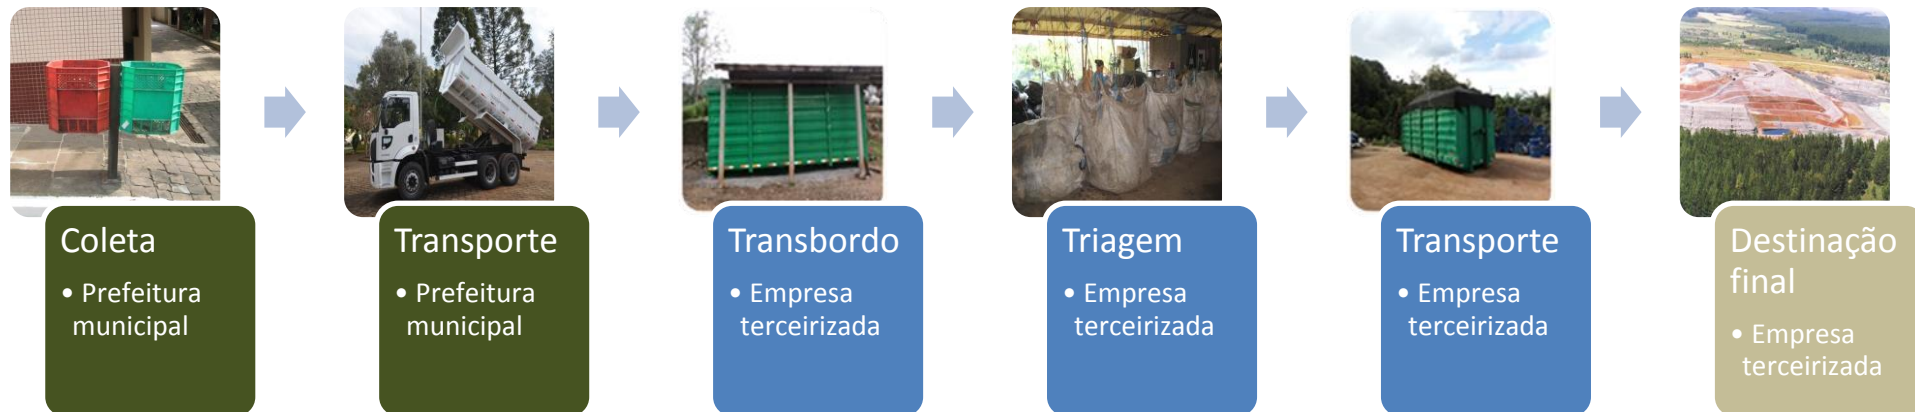 Coleta
• Prefeitura
municipal
Transporte
• Prefeitura
municipal
Transbordo
• Empresa
terceirizada
Triagem
• Empresa
terceirizada
Transporte
• Empresa
terceirizada
Destinação
final
• Empresa
terceirizada